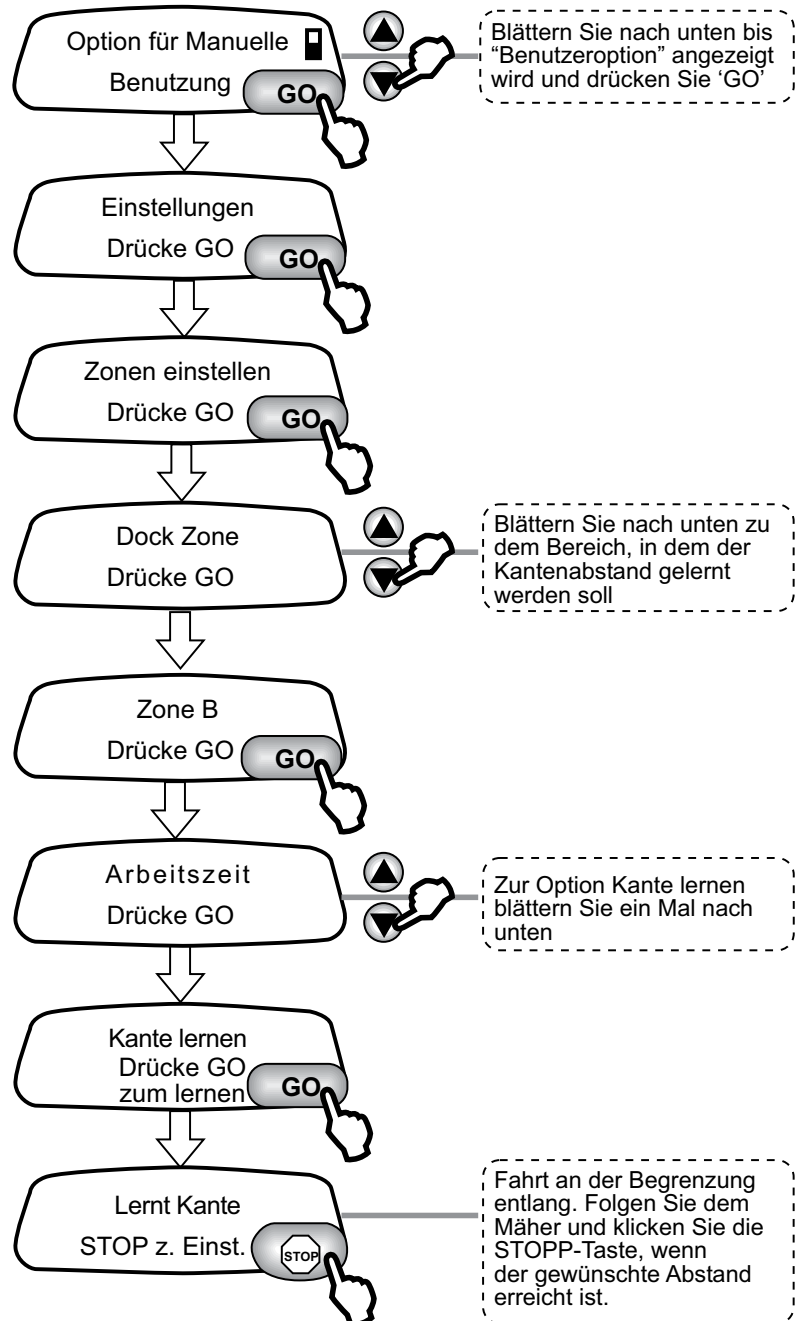 Option für Manuelle
Benutzung GO
Blättern Sie nach unten bis
“Benutzeroption” angezeigt
wird und drücken Sie ‘GO’
Einstellungen
Drücke GO GO
Zonen einstellen
Drücke GO GO
Dock Zone
Drücke GO
Blättern Sie nach unten zu
dem Bereich, in dem der
Kantenabstand gelernt
werden soll
Zone B
Drücke GO GO
Arbeitszeit
Drücke GO
Zur Option Kante lernen
blättern Sie ein Mal nach
unten
Kante lernen
Drücke GO
zum lernen GO
Lernt Kante
STOP z. Einst. STOP
Fahrt an der Begrenzung
entlang. Folgen Sie dem
Mäher und klicken Sie die
STOPP-Taste, wenn
der gewünschte Abstand
erreicht ist.